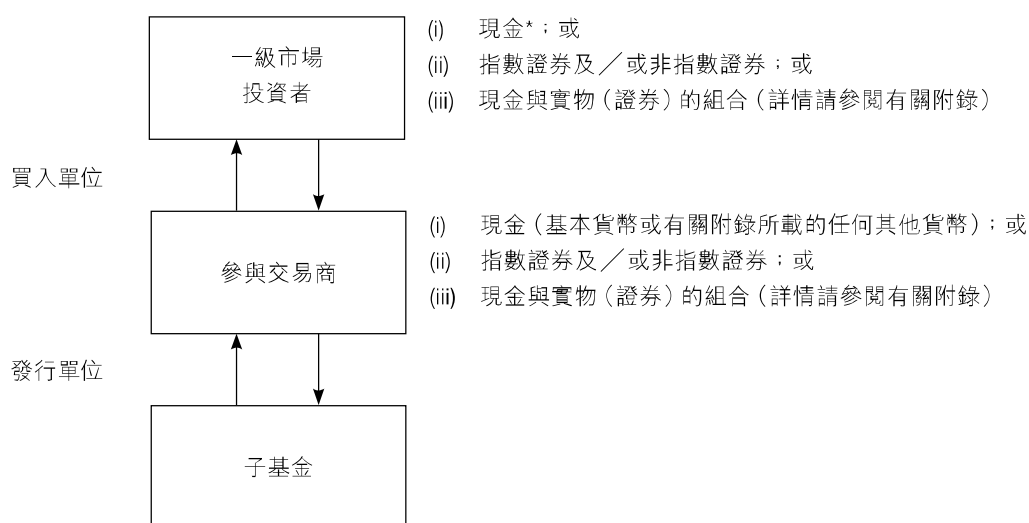 一級市場
投資者
(i) 現金*；或
(ii) 指數證券及／或非指數證券；或
(iii) 現金與實物（證券）的組合（詳情請參閱有關附錄）
買入單位
參與交易商
(i) 現金（基本貨幣或有關附錄所載的任何其他貨幣）；或
(ii) 指數證券及／或非指數證券；或
(iii) 現金與實物（證券）的組合（詳情請參閱有關附錄）
發行單位
子基金